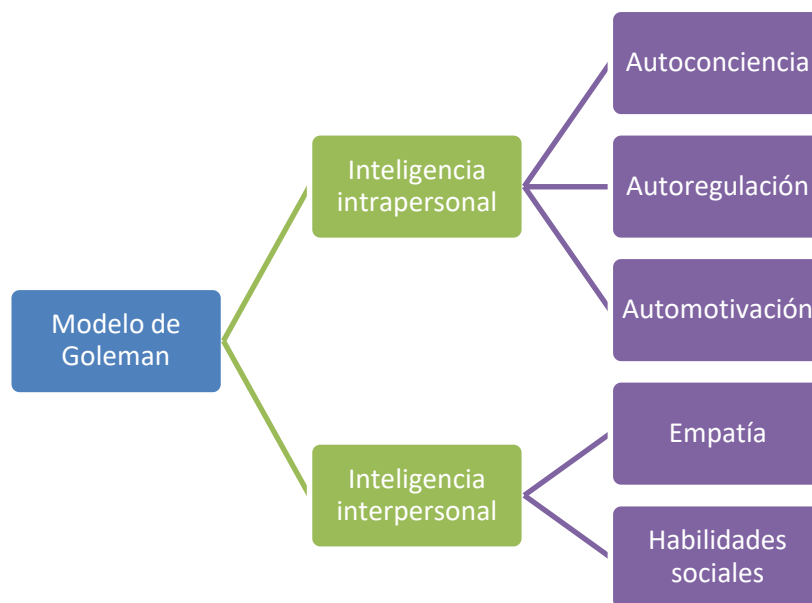 Modelo de
Goleman
Inteligencia
intrapersonal
Autoconciencia
Autoregulación
Automotivación
Inteligencia
interpersonal
Empatía
Habilidades
sociales